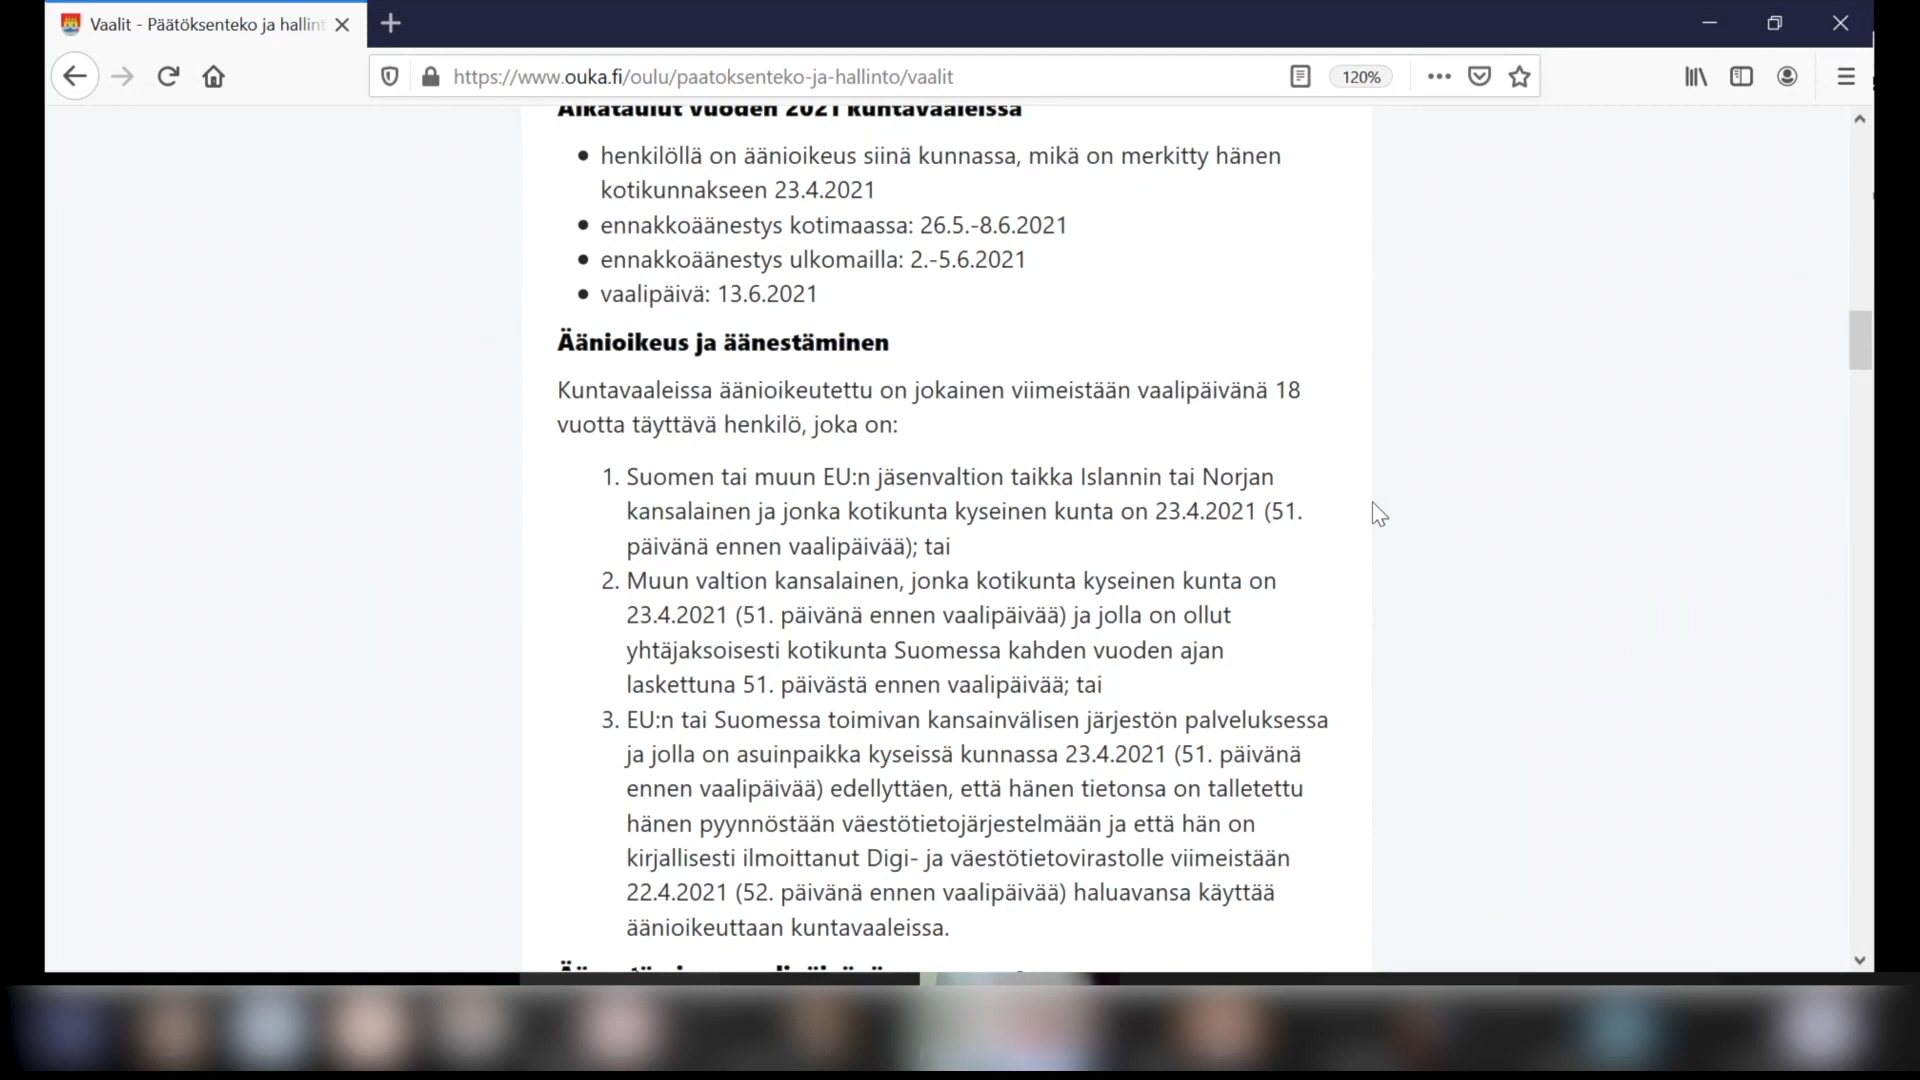 Vaalit - Päätöksenteko ja hallint
https://www.ouka.fi/oulu/paatoksenteko-ja-hallinto/vaalit
120%
Aikataulut vuoden 2021 kuntavaaleissa
henkilöllä on äänioikeus siinä kunnassa, mikä on merkitty hänen
kotikunnakseen 23.4.2021
ennakkoäänestys kotimaassa: 26.5.-8.6.2021
ennakkoäänestys ulkomailla: 2.-5.6.2021
vaalipäivä: 13.6.2021
Äänioikeus ja äänestäminen
Kuntavaaleissa äänioikeutettu on jokainen viimeistään vaalipäivänä 18
vuotta täyttävä henkilö, joka on:
1. Suomen tai muun EU:n jäsenvaltion taikka Islannin tai Norjan
kansalainen ja jonka kotikunta kyseinen kunta on 23.4.2021 (51.
päivänä ennen vaalipäivää); tai
2. Muun valtion kansalainen, jonka kotikunta kyseinen kunta on
23.4.2021 (51. päivänä ennen vaalipäivää) ja jolla on ollut
yhtäjaksoisesti kotikunta Suomessa kahden vuoden ajan
laskettuna 51. päivästä ennen vaalipäivää; tai
3. EU:n tai Suomessa toimivan kansainvälisen järjestön palveluksessa
ja jolla on asuinpaikka kyseissä kunnassa 23.4.2021 (51. päivänä
ennen vaalipäivää) edellyttäen, että hänen tietonsa on talletettu
hänen pyynnöstään väestötietojärjestelmään ja että hän on
kirjallisesti ilmoittanut Digi- ja väestötietovirastolle viimeistään
22.4.2021 (52. päivänä ennen vaalipäivää) haluavansa käyttää
äänioikeuttaan kuntavaaleissa.